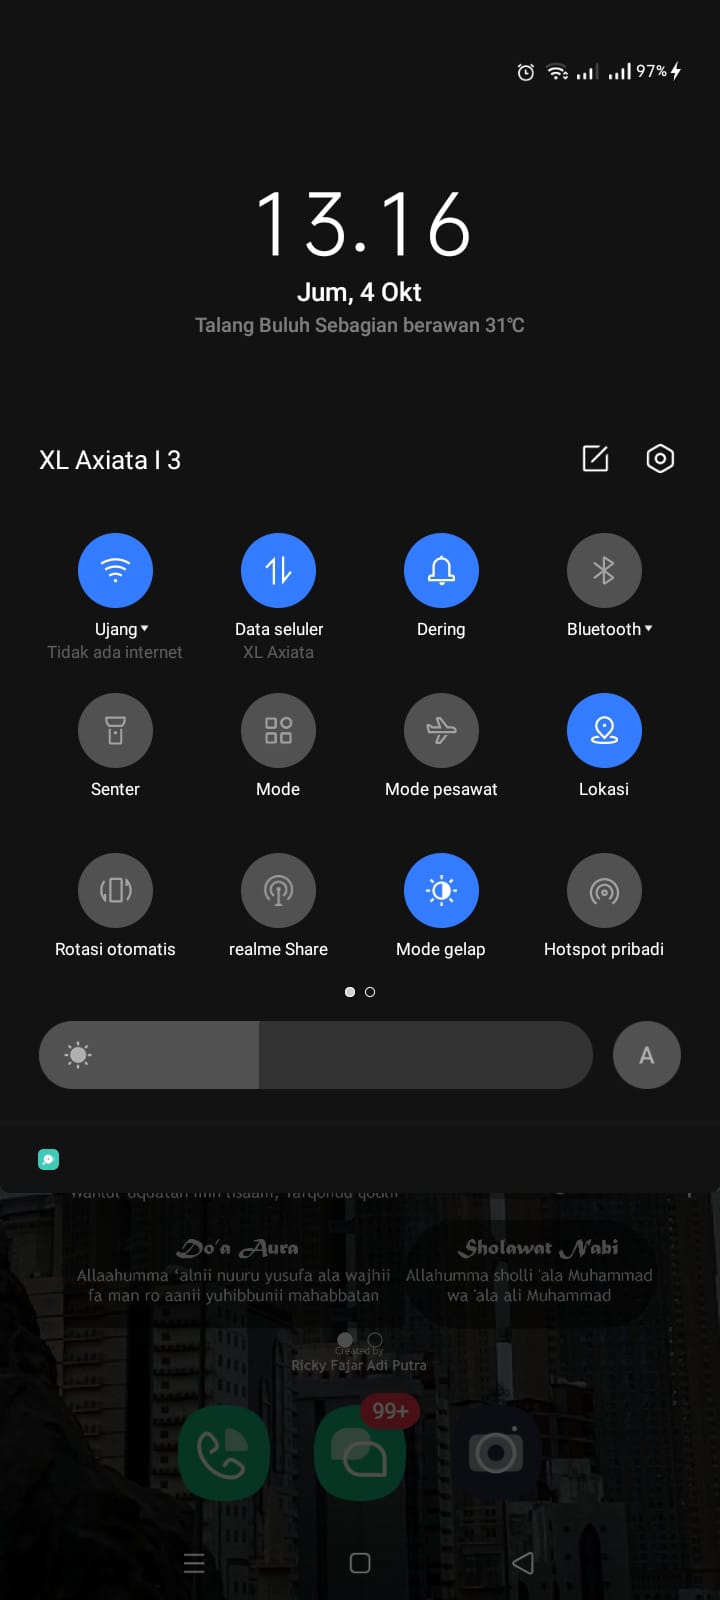 97%
13.16
Jum, 4 Okt
Talang Buluh Sebagian berawan 31°C
XL Axiata I 3
Ujang
Data seluler
Dering
Bluetooth
Tidak ada internet
XL Axiata
Senter
Mode
Mode pesawat
Lokasi
Rotasi otomatis
realme Share
Mode gelap
Hotspot pribadi
A
Do'a Aura
Sholawat Nabi
Allaahumma 'alnii nuuru yusufa ala wajhii
fa man ro aanii yuhibbunii mahabbatan
Allahumma sholli 'ala Muhammad
wa 'ala ali Muhammad
Created by
Ricky Fajar Adi Putra
99+